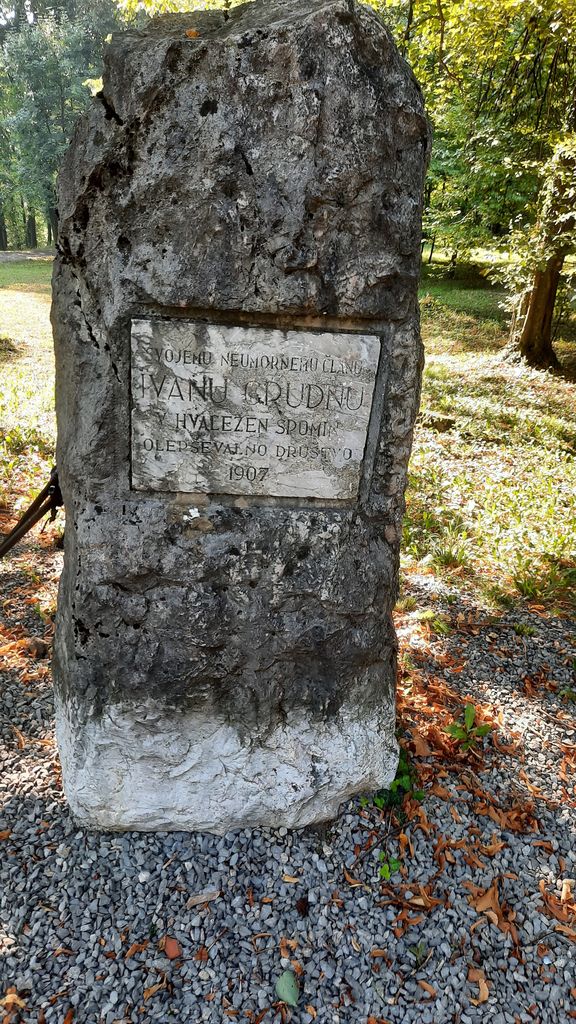 SVOJEMU NEUMORNEMU ČLANU
IVANU GRUDNU
V HVALEŽEN SPOMIN
OLEPŠEVALNO DRUŠTVO
1907